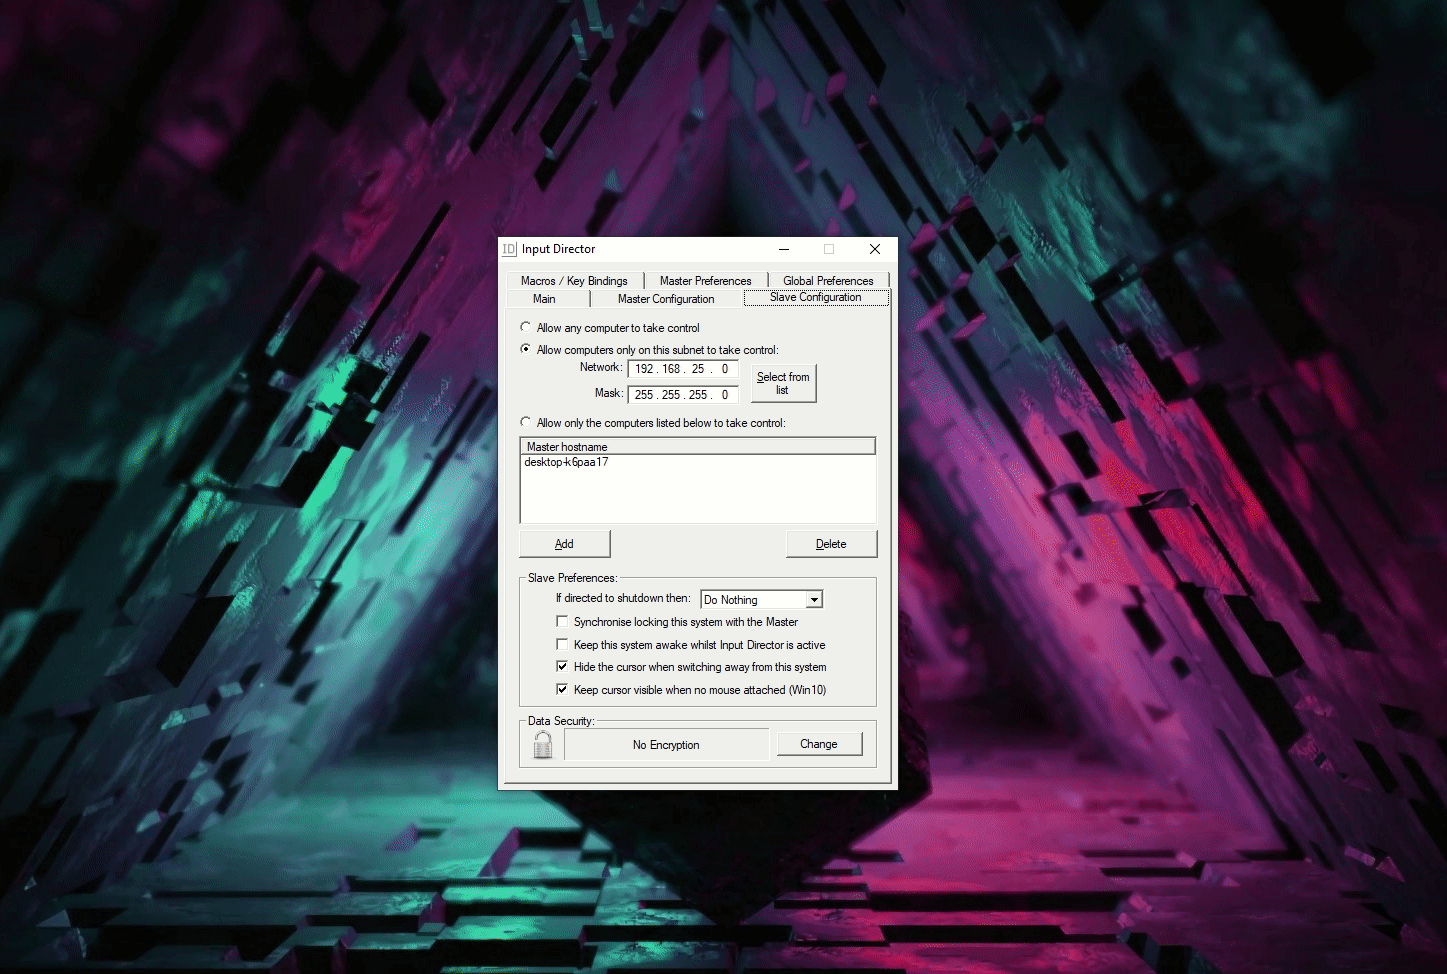 ID Input Director
Macros / Key Bindings Master Preferences Global Preferences
Main Master Configuration Slave Configuration
Allow any computer to take control
Allow computers only on this subnet to take control:
Network: 192 . 168 . 25 . 0
Mask: 255 . 255 . 255 . 0
Select from
list
Allow only the computers listed below to take control:
Master hostname
desktop-k6paa17
Add Delete
Slave Preferences:
If directed to shutdown then: Do Nothing
Synchronise locking this system with the Master
Keep this system awake whilst Input Director is active
Hide the cursor when switching away from this system
Keep cursor visible when no mouse attached (Win10)
Data Security:
No Encryption Change